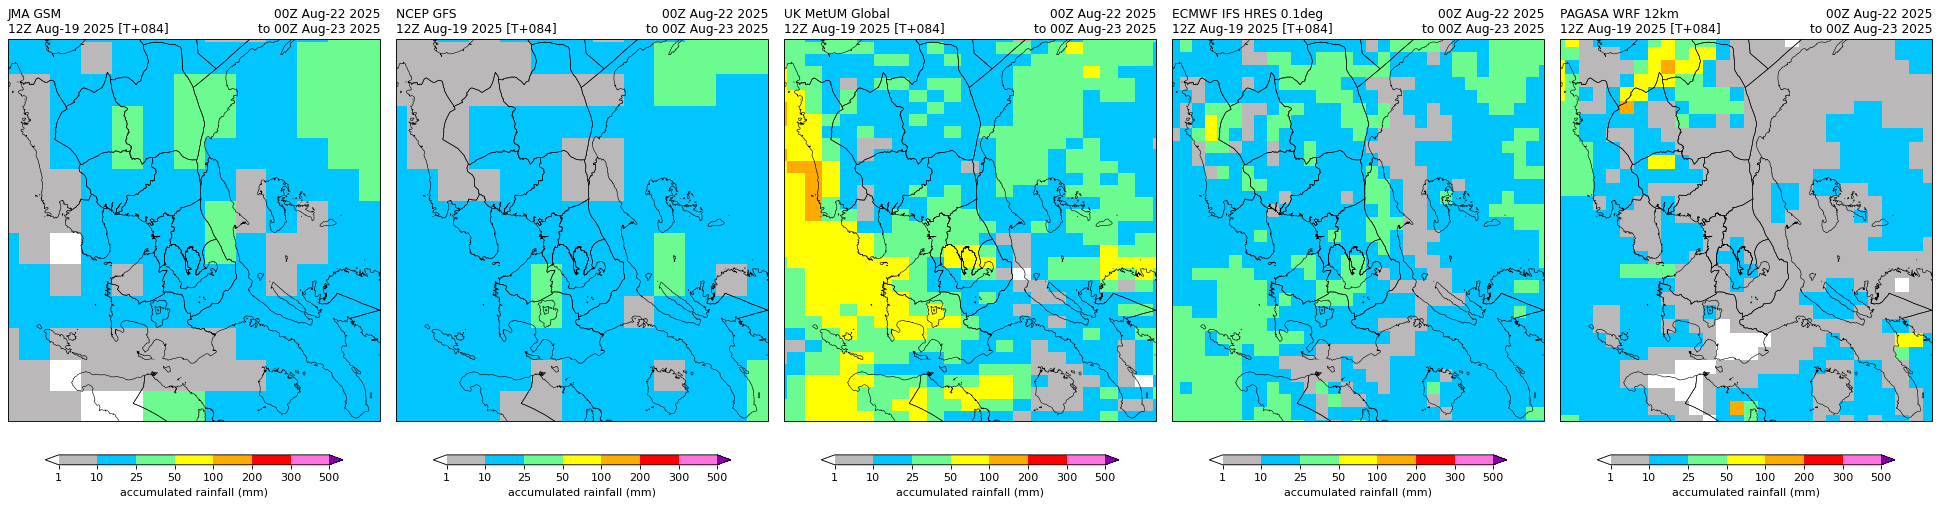 JMA GSM
00Z Aug-22 2025
12Z Aug-19 2025 [T+084]
to 00Z Aug-23 2025
NCEP GFS
00Z Aug-22 2025
12Z Aug-19 2025 [T+084]
to 00Z Aug-23 2025
UK MetUM Global
00Z Aug-22 2025
12Z Aug-19 2025 [T+084]
to 00Z Aug-23 2025
ECMWF IFS HRES 0.1deg
00Z Aug-22 2025
12Z Aug-19 2025 [T+084]
to 00Z Aug-23 2025
PAGASA WRF 12km
00Z Aug-22 2025
12Z Aug-19 2025 [T+084]
to 00Z Aug-23 2025
1 10 25 50 100 200 300 500
accumulated rainfall (mm)
1 10 25 50 100 200 300 500
accumulated rainfall (mm)
1 10 25 50 100 200 300 500
accumulated rainfall (mm)
1 10 25 50 100 200 300 500
accumulated rainfall (mm)
1 10 25 50 100 200 300 500
accumulated rainfall (mm)